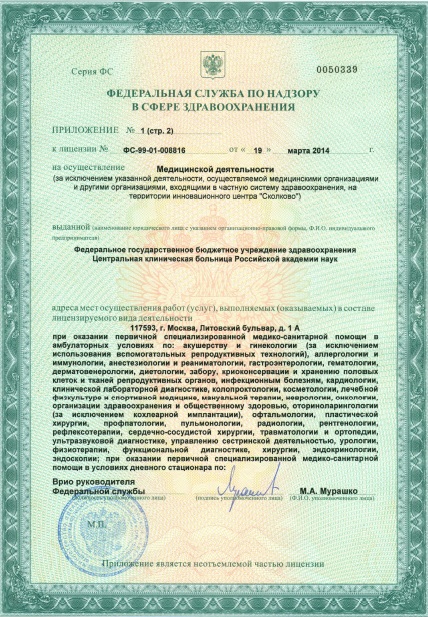 Серия ФС
0050339
ФЕДЕРАЛЬНАЯ СЛУЖБА ПО НАДЗОРУ
В СФЕРЕ ЗДРАВООХРАНЕНИЯ
ПРИЛОЖЕНИЕ № 1 (стр. 2)
к лицензии № ФС-99-01-008816 от « 19 » марта 2014 г.
на осуществление Медицинской деятельности
(за исключением указанной деятельности, осуществляемой медицинскими организациями
и другими организациями, входящими в частную систему здравоохранения, на
территории инновационного центра "Сколково")
выданной (наименование юридического лица с указанием организационно-правовой формы, Ф.И.О. индивидуального
предпринимателя)
Федеральное государственное бюджетное учреждение здравоохранения
Центральная клиническая больница Российской академии наук
адреса мест осуществления работ (услуг), выполняемых (оказываемых) в составе
лицензируемого вида деятельности
117593, г. Москва, Литовский бульвар, д. 1 А
при оказании первичной специализированной медико-санитарной помощи в
амбулаторных условиях по: акушерству и гинекологии (за исключением
использования вспомогательных репродуктивных технологий), аллергологии и
иммунологии, анестезиологии и реаниматологии, гастроэнтерологии, гематологии,
дерматовенерологии, диетологии, забору, криоконсервации и хранению половых
клеток и тканей репродуктивных органов, инфекционным болезням, кардиологии,
клинической лабораторной диагностике, колопроктологии, косметологии, лечебной
физкультуре и спортивной медицине, мануальной терапии, неврологии, онкологии,
организации здравоохранения и общественному здоровью, оториноларингологии
(за исключением кохлеарной имплантации), офтальмологии, пластической
хирургии, профпатологии, пульмонологии, радиологии, рентгенологии,
рефлексотерапии, сердечно-сосудистой хирургии, травматологии и ортопедии,
ультразвуковой диагностике, управлению сестринской деятельностью, урологии,
физиотерапии, функциональной диагностике, хирургии, эндокринологии,
эндоскопии; при оказании первичной специализированной медико-санитарной
помощи в условиях дневного стационара по:
Врио руководителя
Федеральной службы
М.А. Мурашко
(должность уполномоченного лица) (подпись уполномоченного лица) (Ф.И.О. уполномоченного лица)
М.П.
Приложение является неотъемлемой частью лицензии